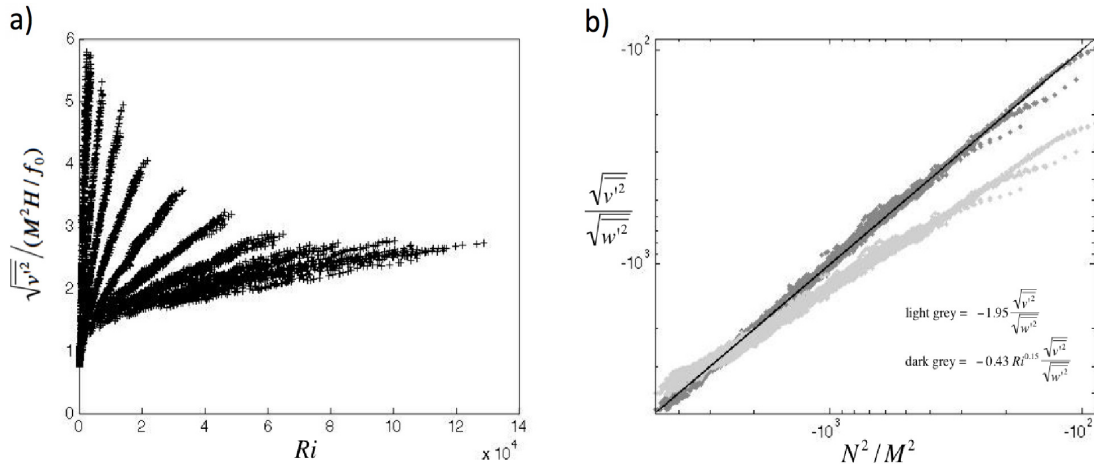 a)
√v'² / (M²H / f₀)
6
5
4
3
2
1
0
0 2 4 6 8 10 12 14
Ri
x 10⁴
b)
√v'² / √w'²
-10²
-10³
light grey = -1.95 √v'² / √w'²
dark grey = -0.43 Ri^0.15 √v'² / √w'²
-10³ -10²
N² / M²